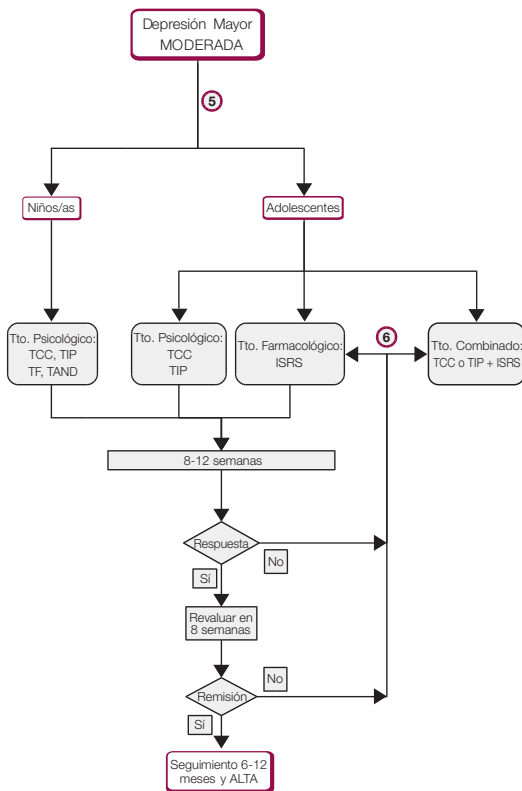 Depresión Mayor
MODERADA
5
Niños/as
Adolescentes
Tto. Psicológico:
TCC, TIP
TF, TAND
Tto. Psicológico:
TCC
TIP
Tto. Farmacológico:
ISRS
6
Tto. Combinado:
TCC o TIP + ISRS
8-12 semanas
Respuesta
No
Sí
Revaluar en
8 semanas
Remisión
No
Sí
Seguimiento 6-12
meses y ALTA